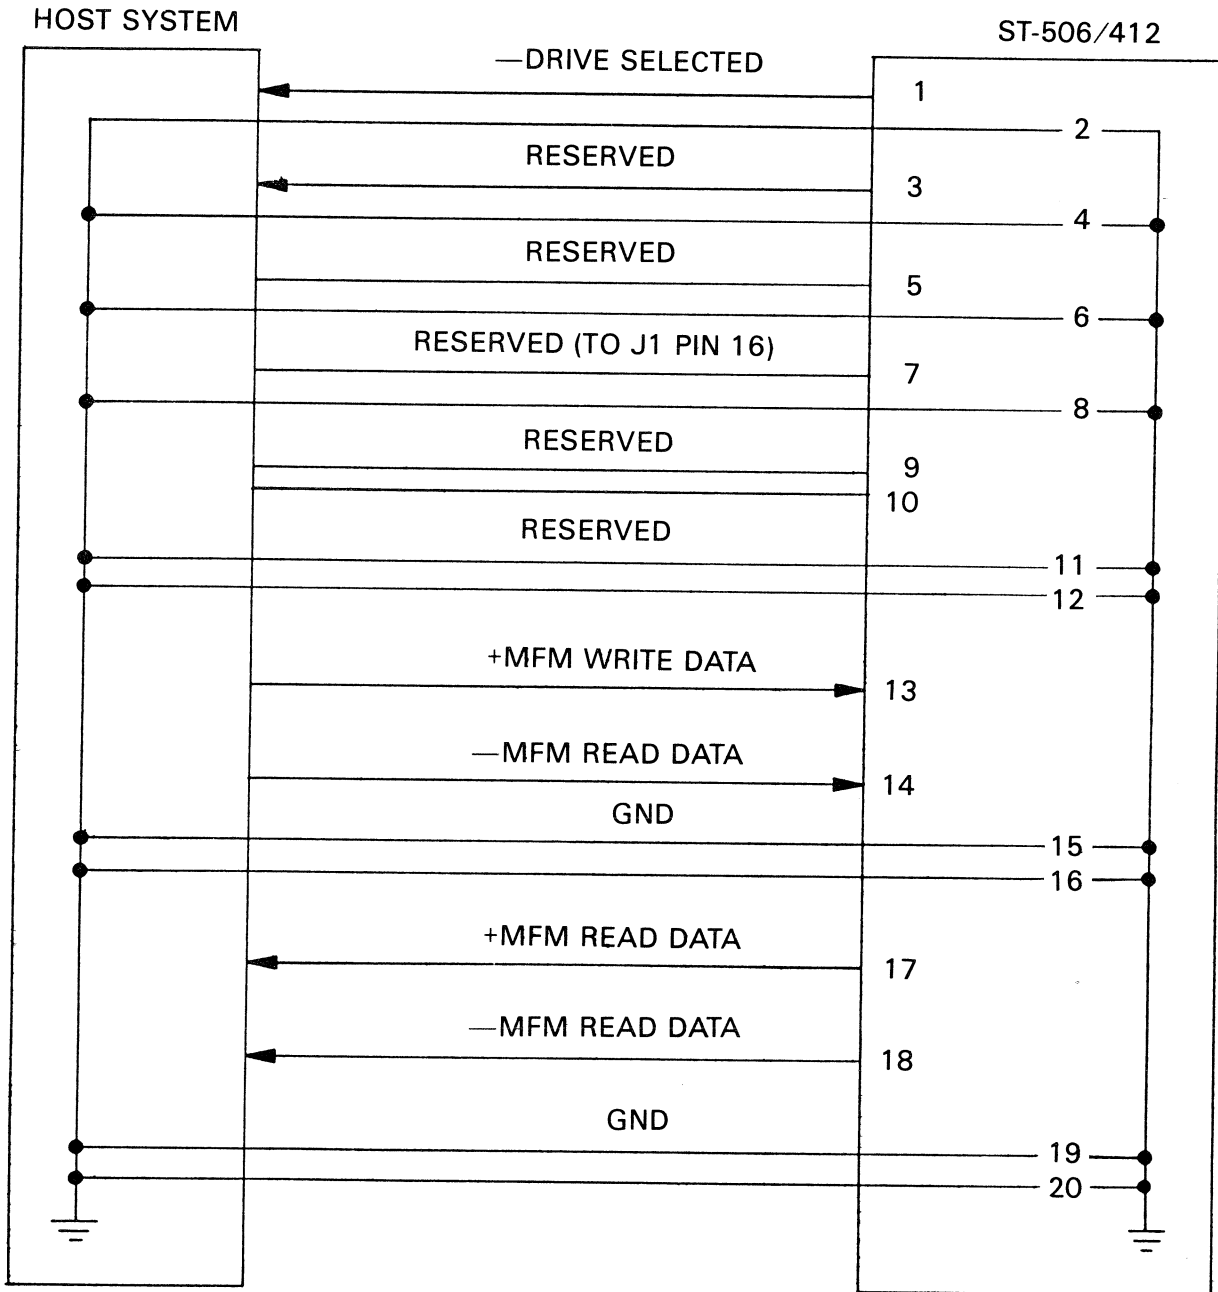 HOST SYSTEM
ST-506/412
—DRIVE SELECTED
1
2
RESERVED
3
4
RESERVED
5
6
RESERVED (TO J1 PIN 16)
7
8
RESERVED
9
10
RESERVED
11
12
+MFM WRITE DATA
13
—MFM READ DATA
14
GND
15
16
+MFM READ DATA
17
—MFM READ DATA
18
GND
19
20